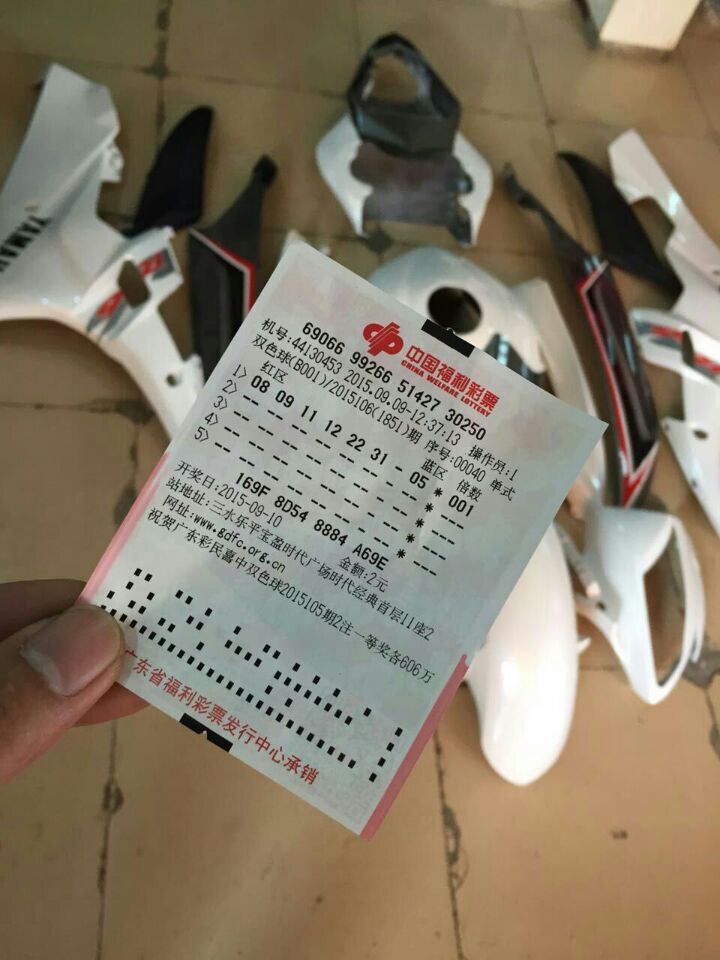 中国福利彩票
CHINA WELFARE LOTTERY
69066 99266 51427 30250
机号:44130453 2015.09.09-12:37:13 操作员:1
双色球(B001)/2015106(1851)期 序号:00040 单式
红区 蓝区 倍数
1> 08 09 11 12 22 31 - 05 * 001
2> -- -- -- -- -- -- - -- * ---
3> -- -- -- -- -- -- - -- * ---
4> -- -- -- -- -- -- - -- * ---
5> -- -- -- -- -- -- - -- * ---
169F 8D54 8884 A69E
开奖日:2015-09-10 金额:2元
站地址:三水乐平宝盈时代广场时代经典首层11座2
网址:www.gdfc.org.cn
祝贺广东彩民喜中双色球2015105期2注一等奖各606万
广东省福利彩票发行中心承销
YAMAH